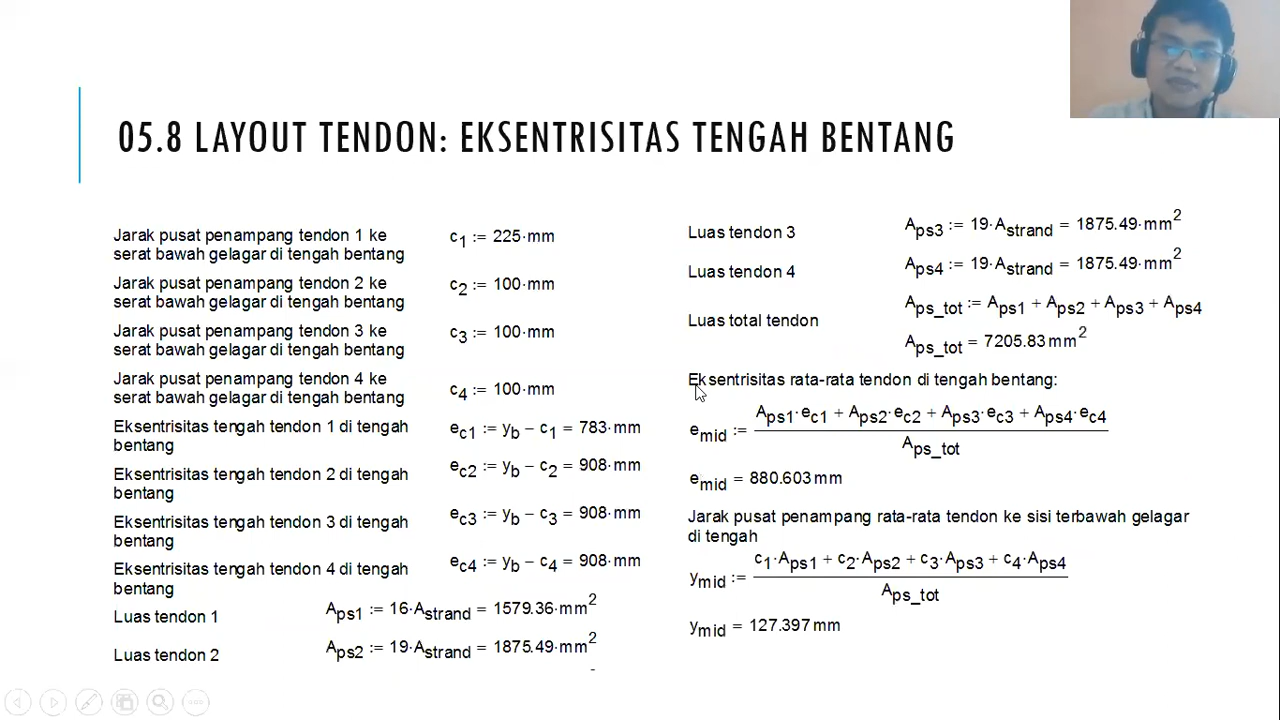 05.8 LAYOUT TENDON: EKSENTRISITAS TENGAH BENTANG
Jarak pusat penampang tendon 1 ke
serat bawah gelagar di tengah bentang
c1 := 225·mm
Jarak pusat penampang tendon 2 ke
serat bawah gelagar di tengah bentang
c2 := 100·mm
Jarak pusat penampang tendon 3 ke
serat bawah gelagar di tengah bentang
c3 := 100·mm
Jarak pusat penampang tendon 4 ke
serat bawah gelagar di tengah bentang
c4 := 100·mm
Eksentrisitas tengah tendon 1 di tengah
bentang
ec1 := yb − c1 = 783·mm
Eksentrisitas tengah tendon 2 di tengah
bentang
ec2 := yb − c2 = 908·mm
Eksentrisitas tengah tendon 3 di tengah
bentang
ec3 := yb − c3 = 908·mm
Eksentrisitas tengah tendon 4 di tengah
bentang
ec4 := yb − c4 = 908·mm
Luas tendon 1
Aps1 := 16·Astrand = 1579.36·mm2
Luas tendon 2
Aps2 := 19·Astrand = 1875.49·mm2
Luas tendon 3
Aps3 := 19·Astrand = 1875.49·mm2
Luas tendon 4
Aps4 := 19·Astrand = 1875.49·mm2
Luas total tendon
Aps_tot := Aps1 + Aps2 + Aps3 + Aps4
Aps_tot = 7205.83 mm2
Eksentrisitas rata-rata tendon di tengah bentang:
emid :=
Aps1·ec1 + Aps2·ec2 + Aps3·ec3 + Aps4·ec4
Aps_tot
emid = 880.603 mm
Jarak pusat penampang rata-rata tendon ke sisi terbawah gelagar
di tengah
ymid :=
c1·Aps1 + c2·Aps2 + c3·Aps3 + c4·Aps4
Aps_tot
ymid = 127.397 mm